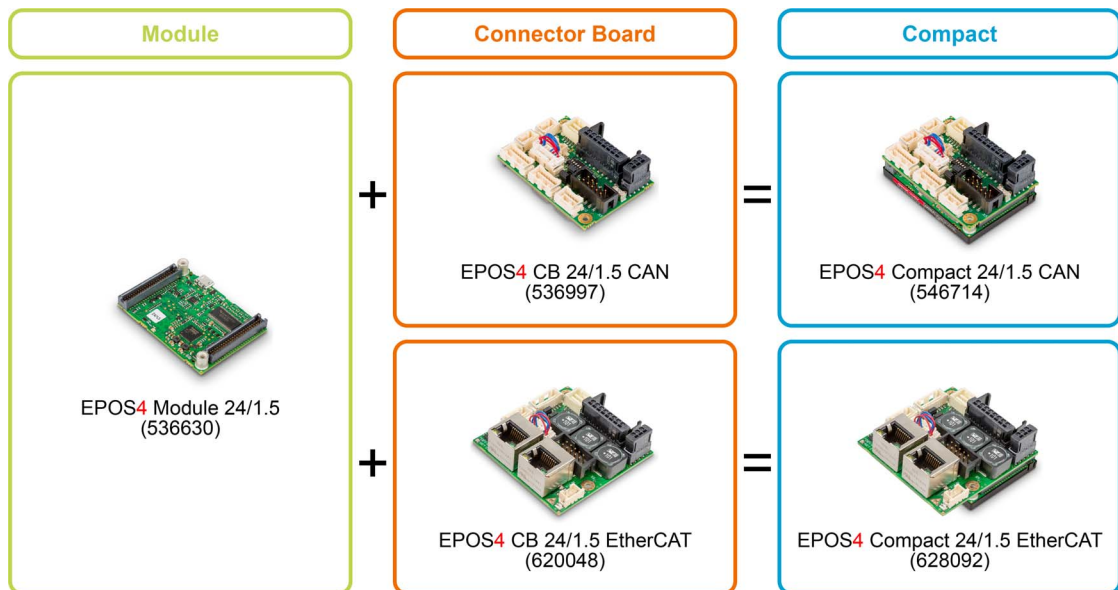 Module
Connector Board
Compact
EPOS4 Module 24/1.5
(536630)
+
EPOS4 CB 24/1.5 CAN
(536997)
=
EPOS4 Compact 24/1.5 CAN
(546714)
+
EPOS4 CB 24/1.5 EtherCAT
(620048)
=
EPOS4 Compact 24/1.5 EtherCAT
(628092)